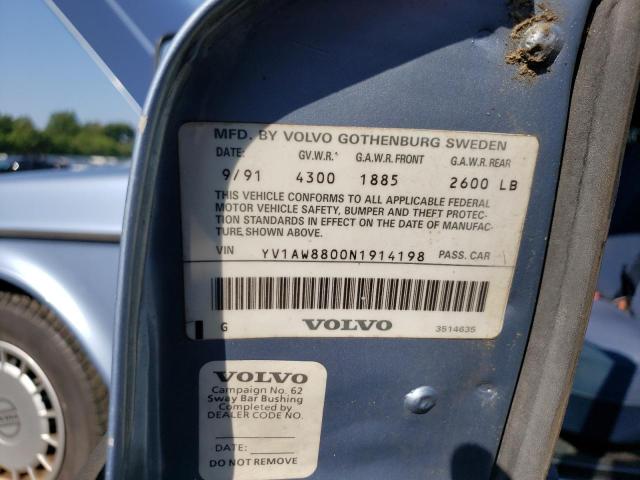 MFD. BY VOLVO GOTHENBURG SWEDEN
DATE: GV.W.R. G.A.W.R. FRONT G.A.W.R. REAR
9/91 4300 1885 2600 LB
THIS VEHICLE CONFORMS TO ALL APPLICABLE FEDERAL
MOTOR VEHICLE SAFETY, BUMPER AND THEFT PROTEC-
TION STANDARDS IN EFFECT ON THE DATE OF MANUFAC-
TURE SHOWN ABOVE.
VIN YV1AW8800N1914198 PASS. CAR
G VOLVO 3514635
VOLVO
Campaign No. 62
Sway Bar Bushing
Completed by
DEALER CODE NO.
DATE:
DO NOT REMOVE